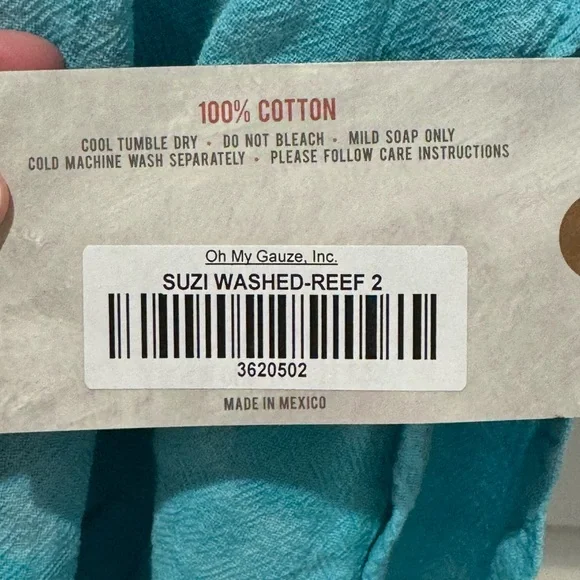 100% COTTON
COOL TUMBLE DRY • DO NOT BLEACH • MILD SOAP ONLY
COLD MACHINE WASH SEPARATELY • PLEASE FOLLOW CARE INSTRUCTIONS
Oh My Gauze, Inc.
SUZI WASHED-REEF 2
3620502
MADE IN MEXICO